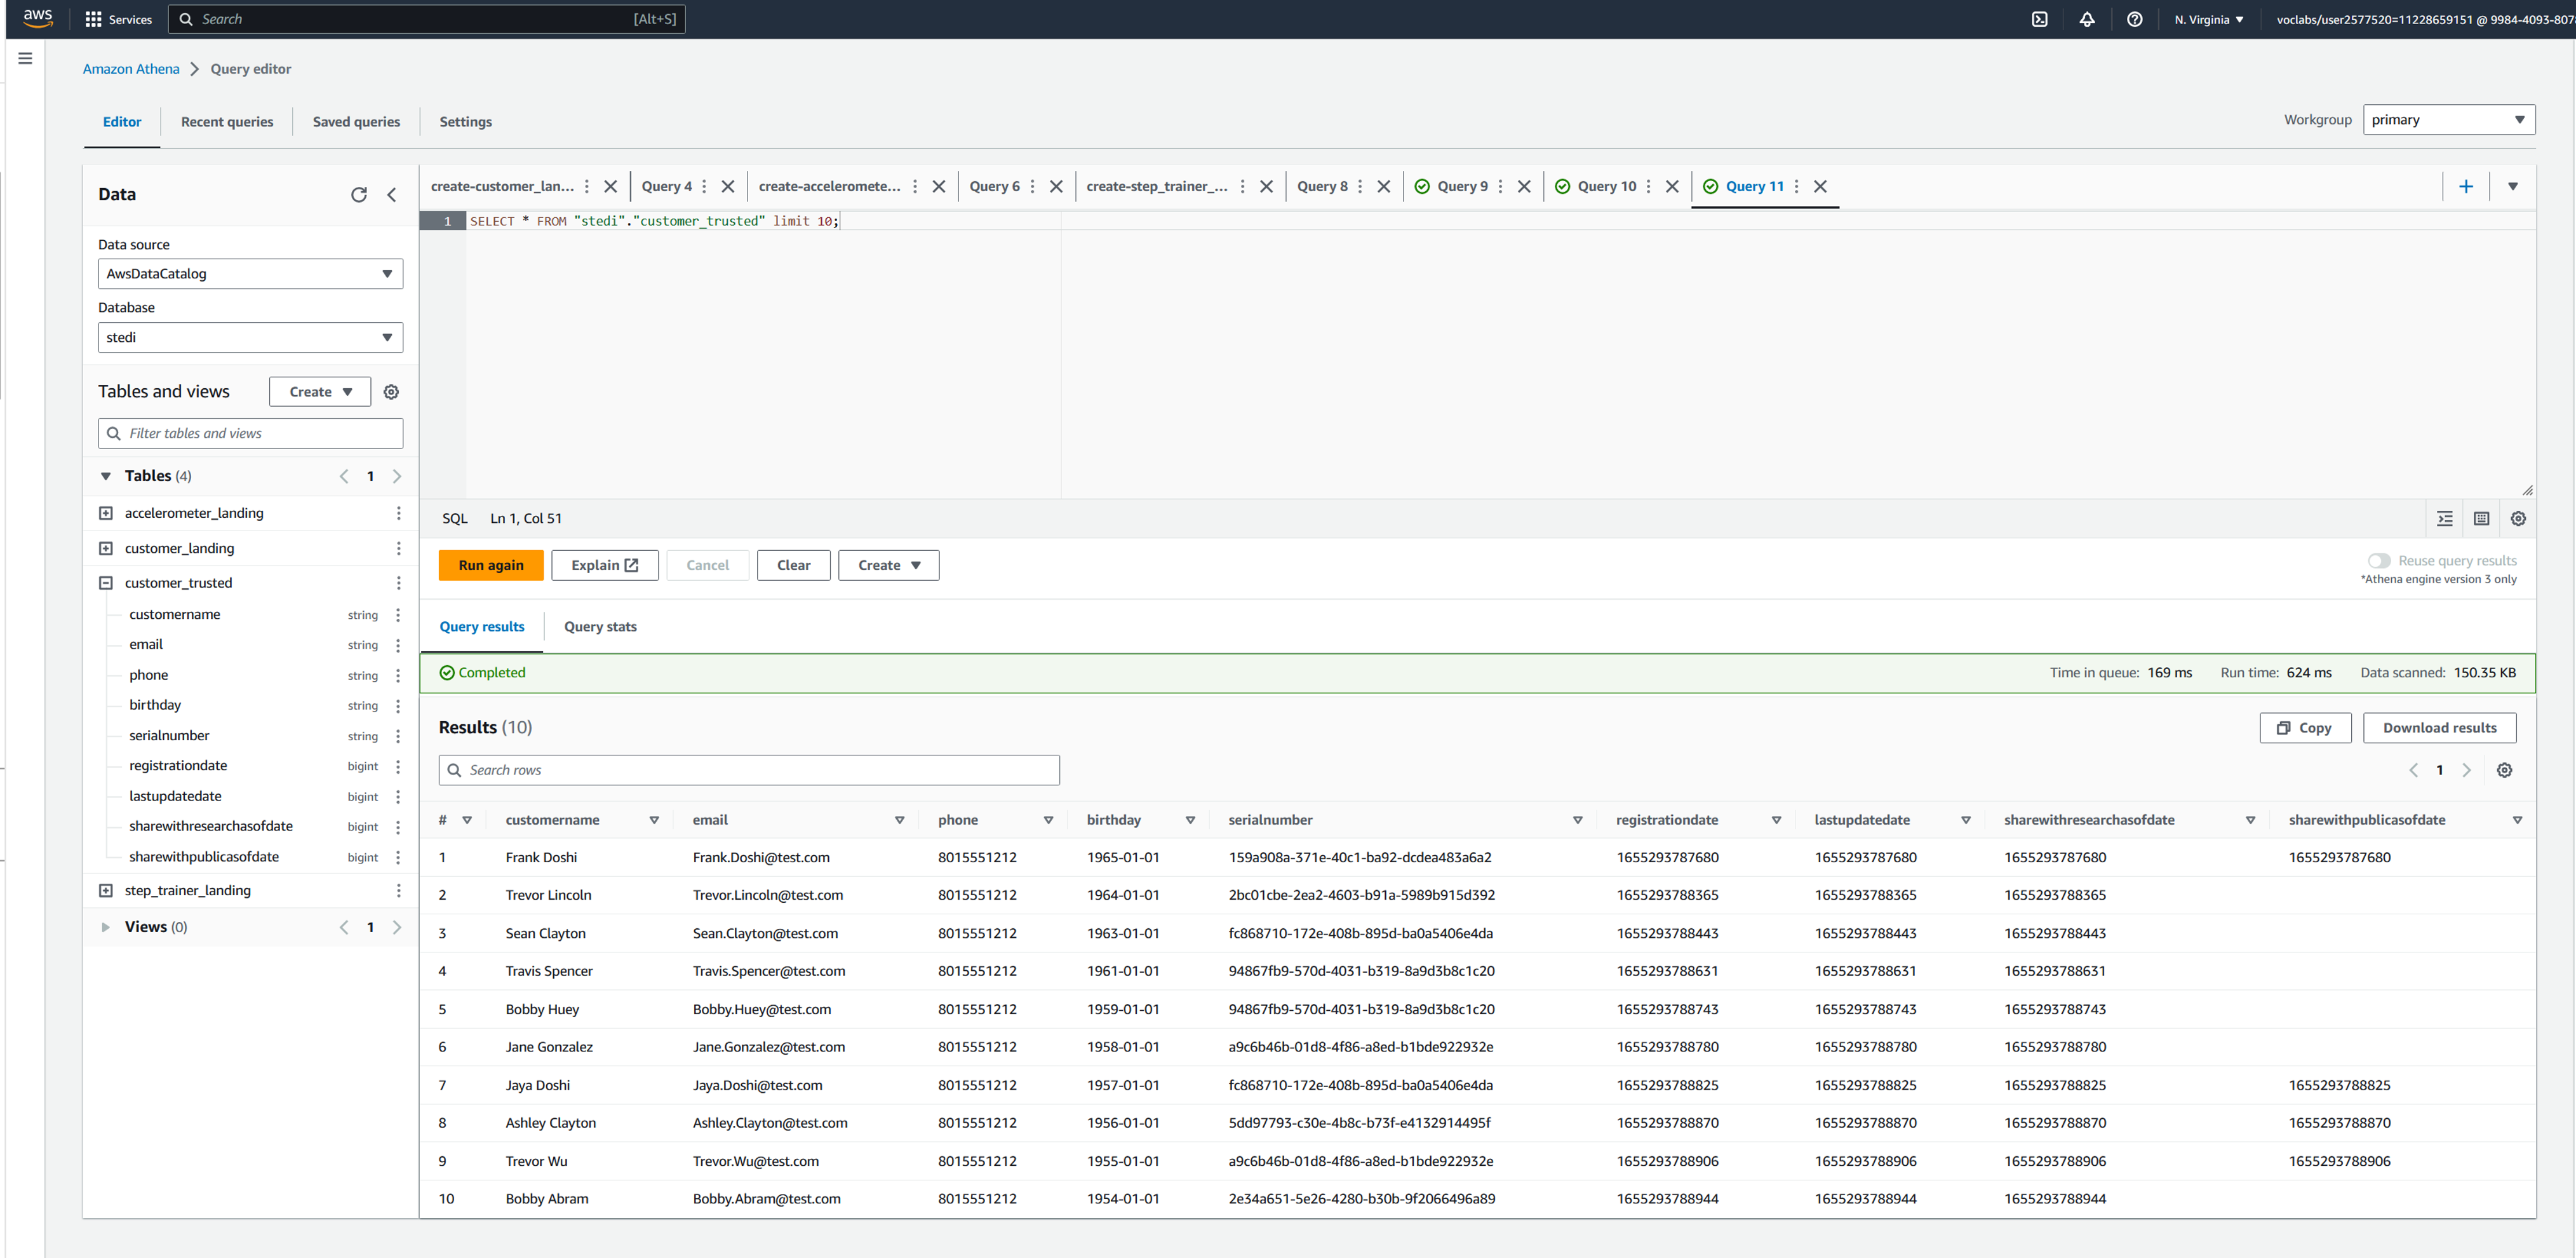 aws Services Search [Alt+S] N. Virginia ▼ voclabs/user2577520=11228659151 @ 9984-4093-807
Amazon Athena > Query editor
Editor Recent queries Saved queries Settings Workgroup primary
Data
Data source
AwsDataCatalog
Database
stedi
Tables and views Create
Filter tables and views
Tables (4) < 1 >
accelerometer_landing
customer_landing
customer_trusted
customername string
email string
phone string
birthday string
serialnumber string
registrationdate bigint
lastupdatedate bigint
sharewithresearchasofdate bigint
sharewithpublicasofdate bigint
step_trainer_landing
Views (0) < 1 >
create-customer_lan... Query 4 create-acceleromete... Query 6 create-step_trainer_... Query 8 Query 9 Query 10 Query 11
1 SELECT * FROM "stedi"."customer_trusted" limit 10;
SQL Ln 1, Col 51
Run again Explain Cancel Clear Create Reuse query results
*Athena engine version 3 only
Query results Query stats
Completed Time in queue: 169 ms Run time: 624 ms Data scanned: 150.35 KB
Results (10) Copy Download results
Search rows < 1 >
# customername email phone birthday serialnumber registrationdate lastupdatedate sharewithresearchasofdate sharewithpublicasofdate
1 Frank Doshi Frank.Doshi@test.com 8015551212 1965-01-01 159a908a-371e-40c1-ba92-dcdea483a6a2 1655293787680 1655293787680 1655293787680 1655293787680
2 Trevor Lincoln Trevor.Lincoln@test.com 8015551212 1964-01-01 2bc01cbe-2ea2-4603-b91a-5989b915d392 1655293788365 1655293788365 1655293788365
3 Sean Clayton Sean.Clayton@test.com 8015551212 1963-01-01 fc868710-172e-408b-895d-ba0a5406e4da 1655293788443 1655293788443 1655293788443
4 Travis Spencer Travis.Spencer@test.com 8015551212 1961-01-01 94867fb9-570d-4031-b319-8a9d3b8c1c20 1655293788631 1655293788631 1655293788631
5 Bobby Huey Bobby.Huey@test.com 8015551212 1959-01-01 94867fb9-570d-4031-b319-8a9d3b8c1c20 1655293788743 1655293788743 1655293788743
6 Jane Gonzalez Jane.Gonzalez@test.com 8015551212 1958-01-01 a9c6b46b-01d8-4f86-a8ed-b1bde922932e 1655293788780 1655293788780 1655293788780
7 Jaya Doshi Jaya.Doshi@test.com 8015551212 1957-01-01 fc868710-172e-408b-895d-ba0a5406e4da 1655293788825 1655293788825 1655293788825 1655293788825
8 Ashley Clayton Ashley.Clayton@test.com 8015551212 1956-01-01 5dd97793-c30e-4b8c-b73f-e4132914495f 1655293788870 1655293788870 1655293788870 1655293788870
9 Trevor Wu Trevor.Wu@test.com 8015551212 1955-01-01 a9c6b46b-01d8-4f86-a8ed-b1bde922932e 1655293788906 1655293788906 1655293788906 1655293788906
10 Bobby Abram Bobby.Abram@test.com 8015551212 1954-01-01 2e34a651-5e26-4280-b30b-9f2066496a89 1655293788944 1655293788944 1655293788944